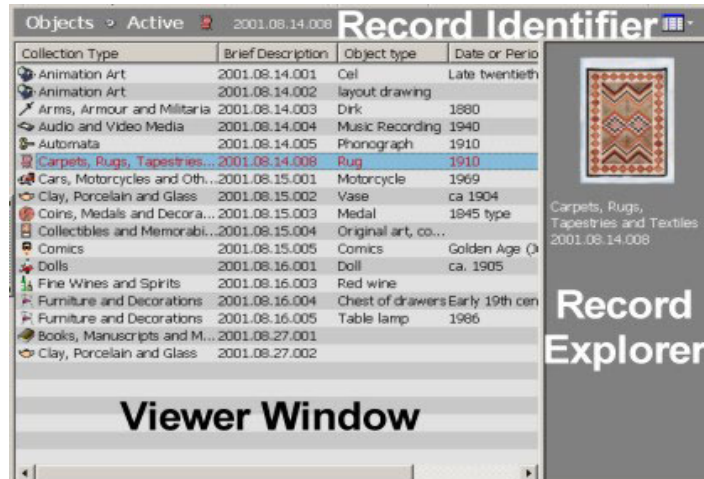 Objects Active 2001.08.14.008 Record Identifier
Collection Type Brief Description Object type Date or Perio
Animation Art 2001.08.14.001 Cel Late twentieth
Animation Art 2001.08.14.002 layout drawing
Arms, Armour and Militaria 2001.08.14.003 Dirk 1880
Audio and Video Media 2001.08.14.004 Music Recording 1940
Automata 2001.08.14.005 Phonograph 1910
Carpets, Rugs, Tapestries... 2001.08.14.008 Rug 1910
Cars, Motorcycles and Oth... 2001.08.15.001 Motorcycle 1969
Clay, Porcelain and Glass 2001.08.15.002 Vase ca 1904
Coins, Medals and Decora... 2001.08.15.003 Medal 1845 type
Collectibles and Memorabi... 2001.08.15.004 Original art, co...
Comics 2001.08.15.005 Comics Golden Age (
Dolls 2001.08.16.001 Doll ca. 1905
Fine Wines and Spirits 2001.08.16.003 Red wine
Furniture and Decorations 2001.08.16.004 Chest of drawers Early 19th cen
Furniture and Decorations 2001.08.16.005 Table lamp 1986
Books, Manuscripts and M... 2001.08.27.001
Clay, Porcelain and Glass 2001.08.27.002
Viewer Window
Carpets, Rugs,
Tapestries and Textiles
2001.08.14.008
Record
Explorer